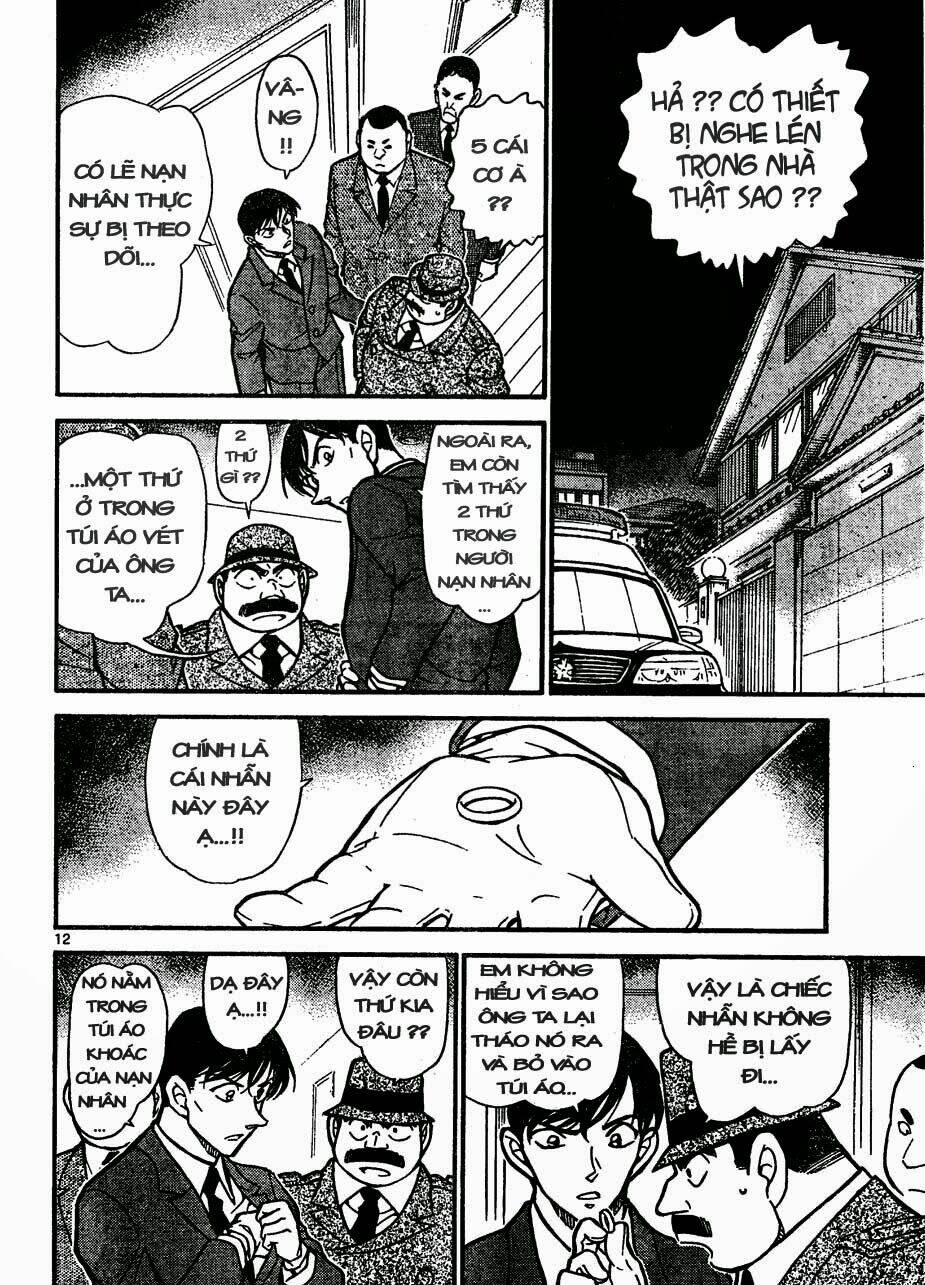 HẢ ?? CÓ THIẾT
BỊ NGHE LÉN
TRONG NHÀ
THẬT SAO ??
5 CÁI
CƠ À
??
VÂ-
NG
!!
CÓ LẼ NẠN
NHÂN THỰC
SỰ BỊ THEO
DÕI...
NGOÀI RA,
EM CÒN
TÌM THẤY
2 THỨ
TRONG
NGƯỜI
NẠN NHÂN
...
2
THỨ
GÌ ??
...MỘT THỨ
Ở TRONG
TÚI ÁO VÉT
CỦA ÔNG
TA...
CHÍNH LÀ
CÁI NHẪN
NÀY ĐÂY
Ạ...!!
12
VẬY LÀ CHIẾC
NHẪN KHÔNG
HỀ BỊ LẤY
ĐI...
EM KHÔNG
HIỂU VÌ SAO
ÔNG TA LẠI
THÁO NÓ RA
VÀ BỎ VÀO
TÚI ÁO...
VẬY CÒN
THỨ KIA
ĐÂU ??
DẠ ĐÂY
Ạ...!!
NÓ NẰM
TRONG
TÚI ÁO
KHOÁC
CỦA NẠN
NHÂN
...